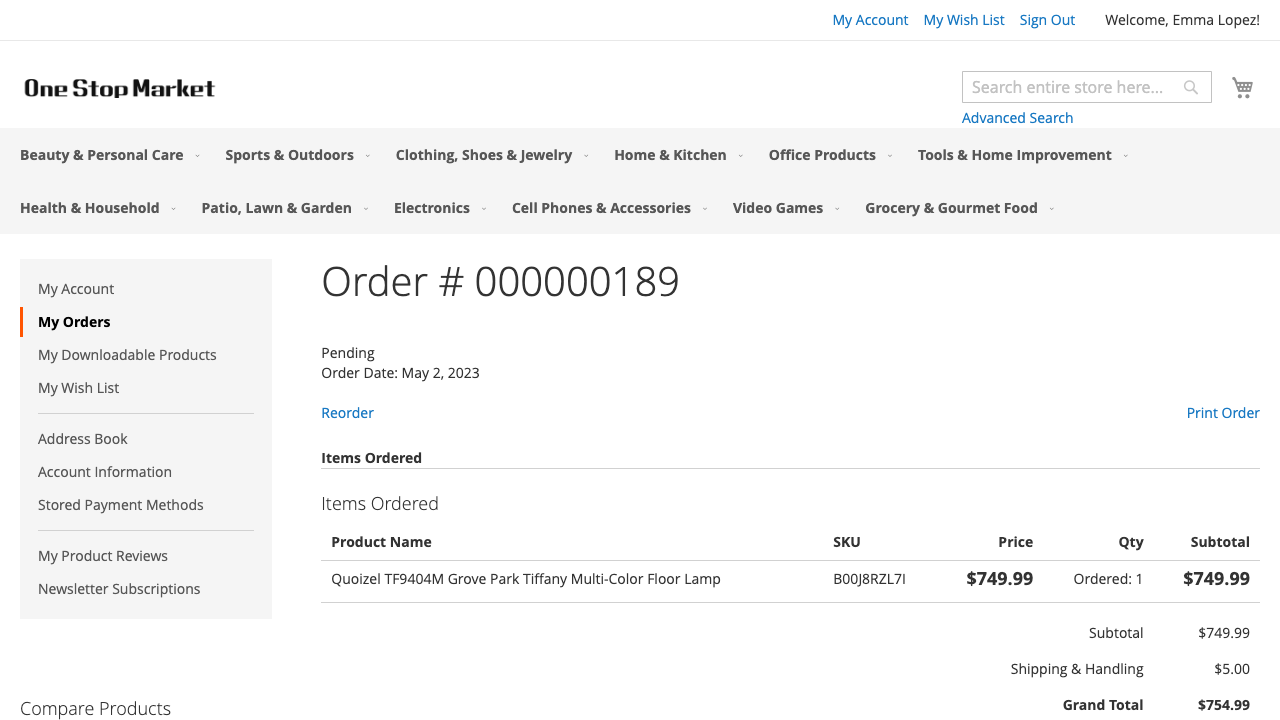 My Account My Wish List Sign Out Welcome, Emma Lopez!
One Stop Market
Search entire store here...
Advanced Search
Beauty & Personal Care Sports & Outdoors Clothing, Shoes & Jewelry Home & Kitchen Office Products Tools & Home Improvement
Health & Household Patio, Lawn & Garden Electronics Cell Phones & Accessories Video Games Grocery & Gourmet Food
My Account
My Orders
My Downloadable Products
My Wish List
Address Book
Account Information
Stored Payment Methods
My Product Reviews
Newsletter Subscriptions
Compare Products
Order # 000000189
Pending
Order Date: May 2, 2023
Reorder Print Order
Items Ordered
Items Ordered
Product Name SKU Price Qty Subtotal
Quoizel TF9404M Grove Park Tiffany Multi-Color Floor Lamp B00J8RZL7I $749.99 Ordered: 1 $749.99
Subtotal $749.99
Shipping & Handling $5.00
Grand Total $754.99